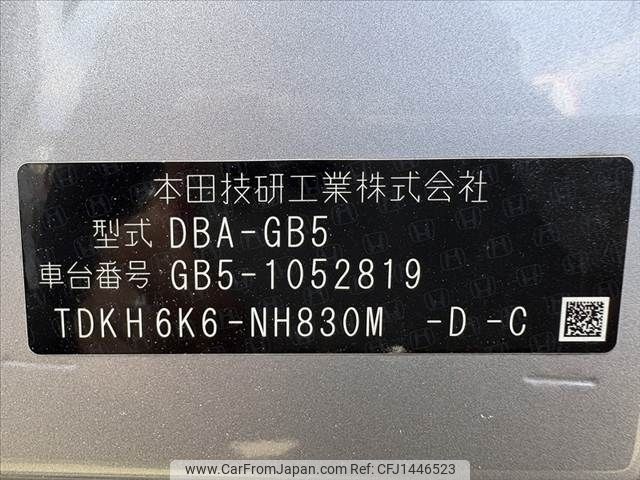 本田技研工業株式会社
型式 DBA-GB5
車台番号 GB5-1052819
TDKH6K6-NH830M -D -C
www.CarFromJapan.com - CFJ1446523